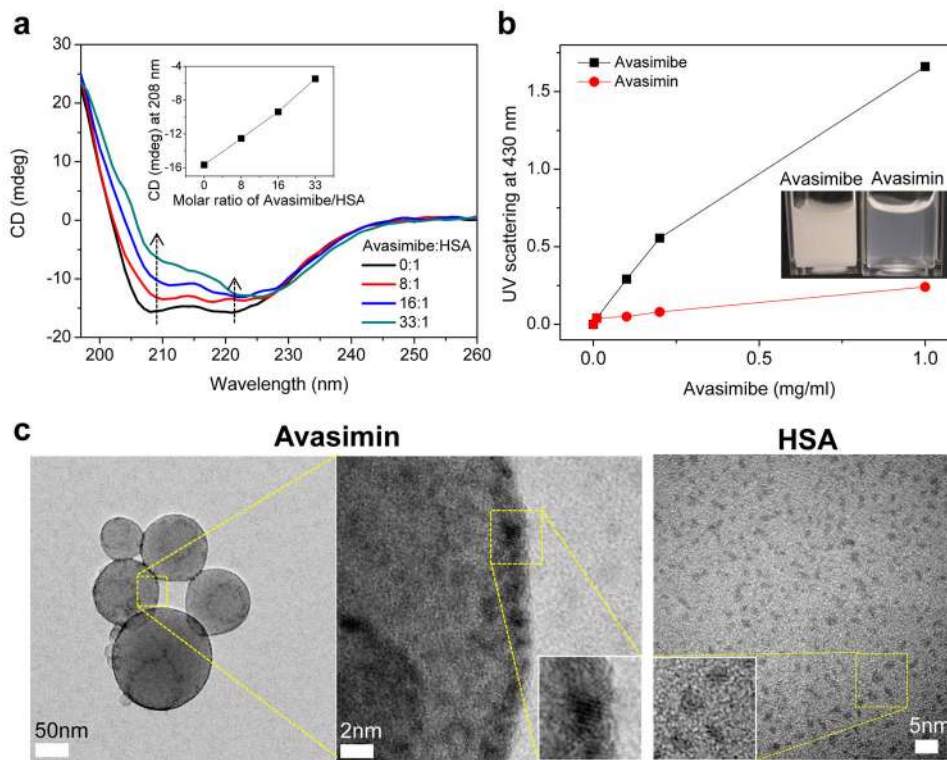 a
30
20
10
0
-10
-20
CD (mdeg)
200 210 220 230 240 250 260
Wavelength (nm)
-4
-8
-12
-16
CD (mdeg) at 208 nm
0 8 16 33
Molar ratio of Avasimibe/HSA
Avasimibe:HSA
0:1
8:1
16:1
33:1
b
1.5
1.0
0.5
0.0
UV scattering at 430 nm
0.0 0.5 1.0
Avasimibe (mg/ml)
Avasimibe
Avasimin
Avasimibe Avasimin
c
Avasimin
HSA
50nm
2nm
5nm